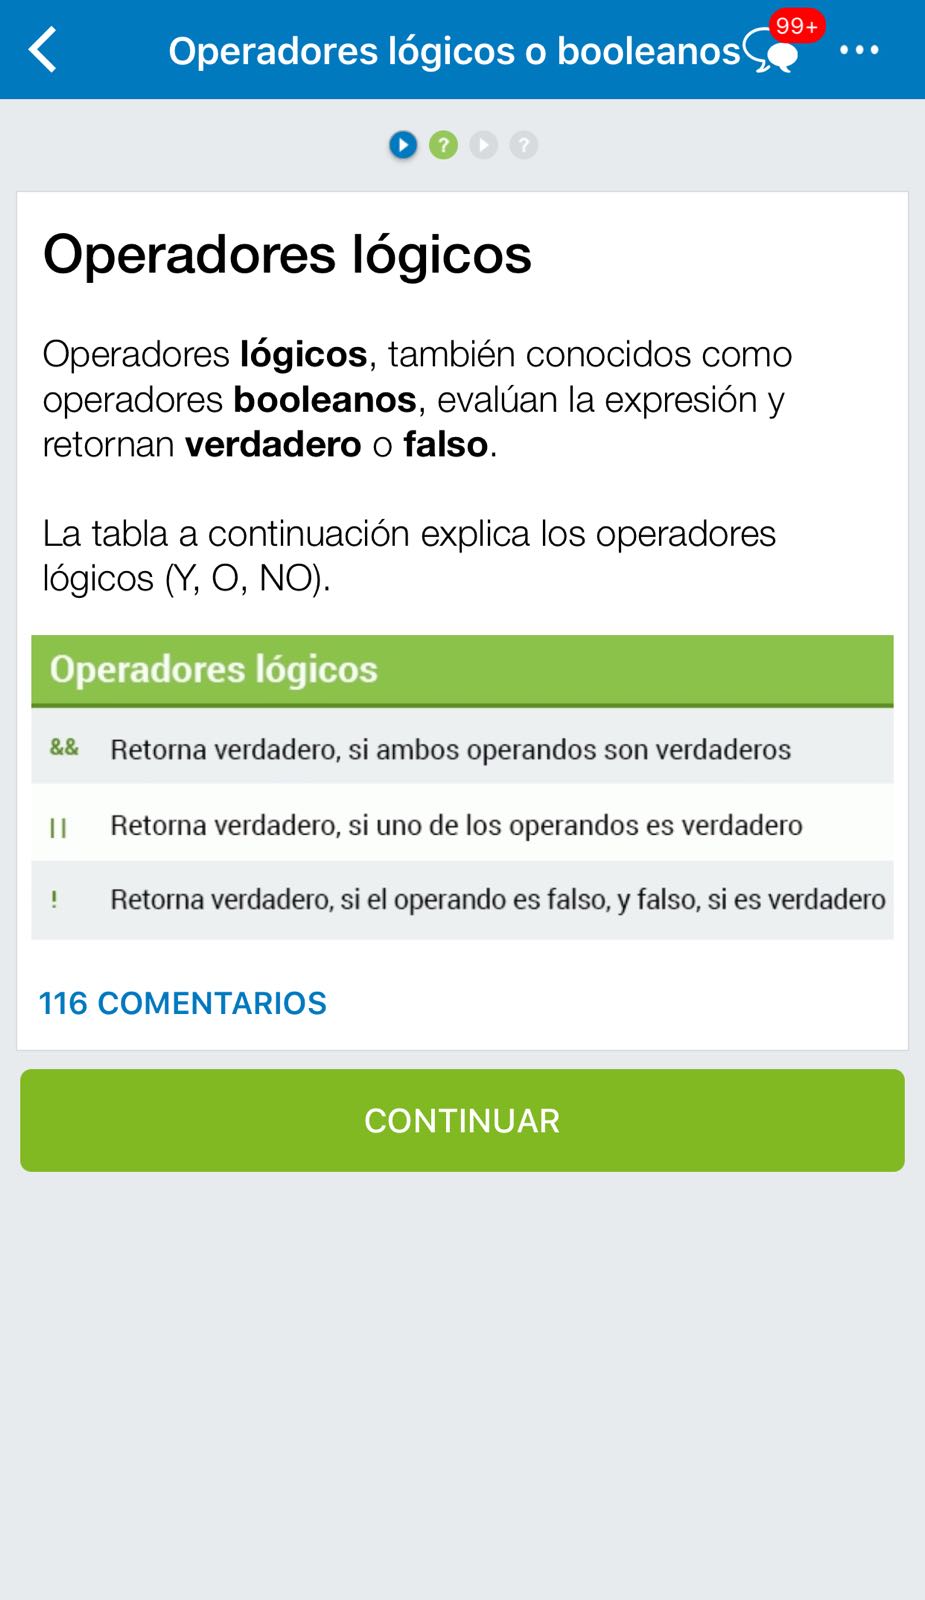 Operadores lógicos o booleanos
99+
Operadores lógicos
Operadores lógicos, también conocidos como
operadores booleanos, evalúan la expresión y
retornan verdadero o falso.
La tabla a continuación explica los operadores
lógicos (Y, O, NO).
Operadores lógicos
&& Retorna verdadero, si ambos operandos son verdaderos
|| Retorna verdadero, si uno de los operandos es verdadero
! Retorna verdadero, si el operando es falso, y falso, si es verdadero
116 COMENTARIOS
CONTINUAR